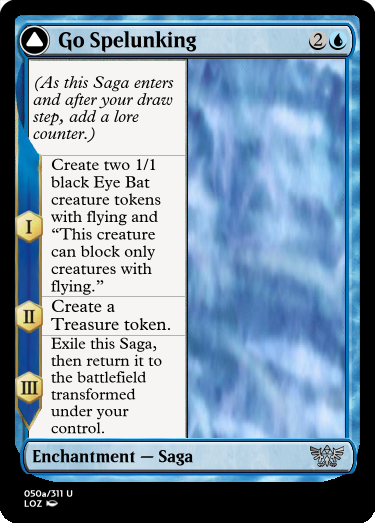 Go Spelunking 2
(As this Saga enters
and after your draw
step, add a lore
counter.)
I
Create two 1/1
black Eye Bat
creature tokens
with flying and
“This creature
can block only
creatures with
flying.”
II
Create a
Treasure token.
III
Exile this Saga,
then return it to
the battlefield
transformed
under your
control.
Enchantment — Saga
050a/311 U
LOZ